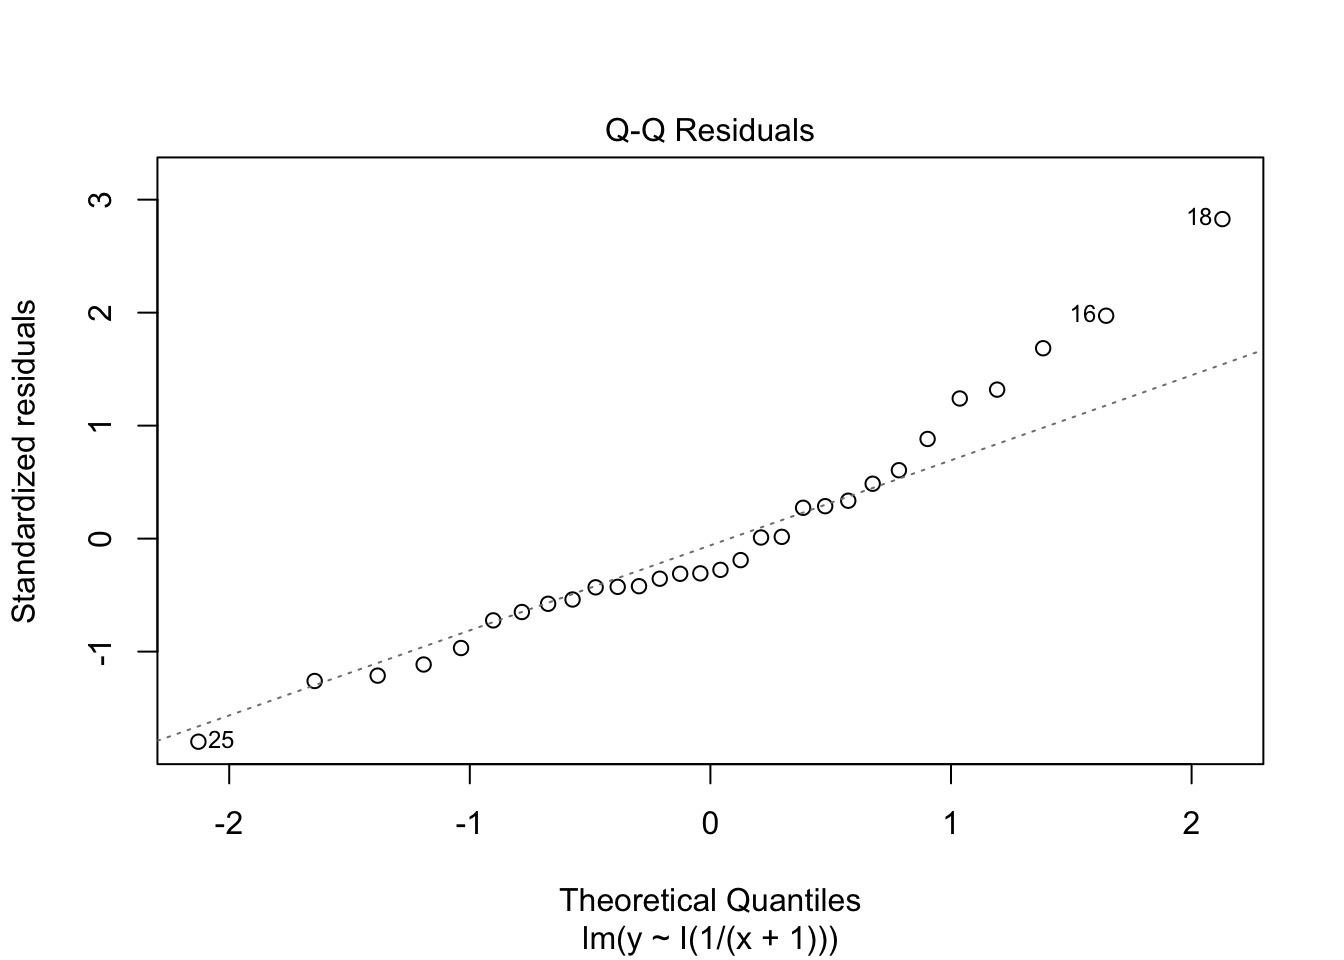 Q-Q Residuals
Standardized residuals
3
2
1
0
-1
18
16
25
-2 -1 0 1 2
Theoretical Quantiles
lm(y ~ I(1/(x + 1)))